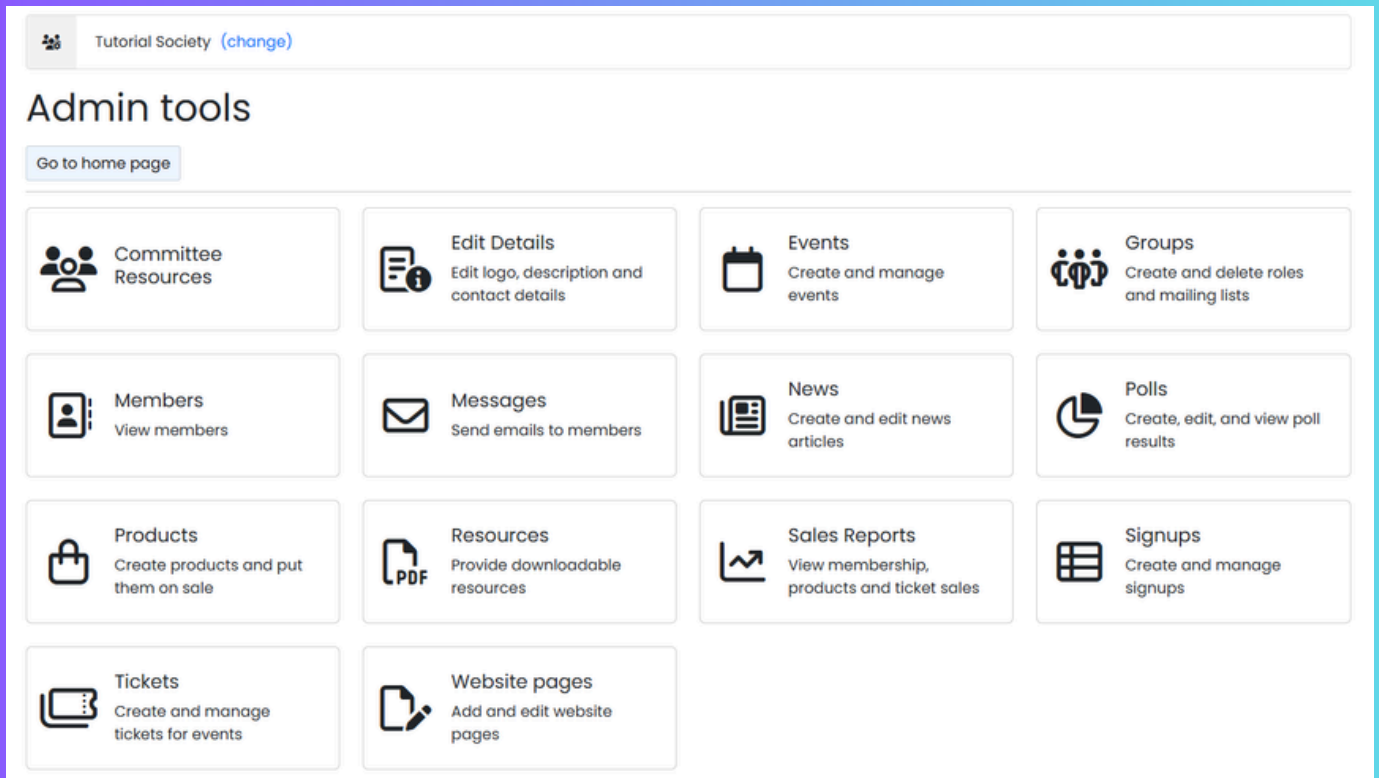 Tutorial Society (change)
Admin tools
Go to home page
Committee
Resources
Edit Details
Edit logo, description and
contact details
Events
Create and manage
events
Groups
Create and delete roles
and mailing lists
Members
View members
Messages
Send emails to members
News
Create and edit news
articles
Polls
Create, edit, and view poll
results
Products
Create products and put
them on sale
PDF
Resources
Provide downloadable
resources
Sales Reports
View membership,
products and ticket sales
Signups
Create and manage
signups
Tickets
Create and manage
tickets for events
Website pages
Add and edit website
pages